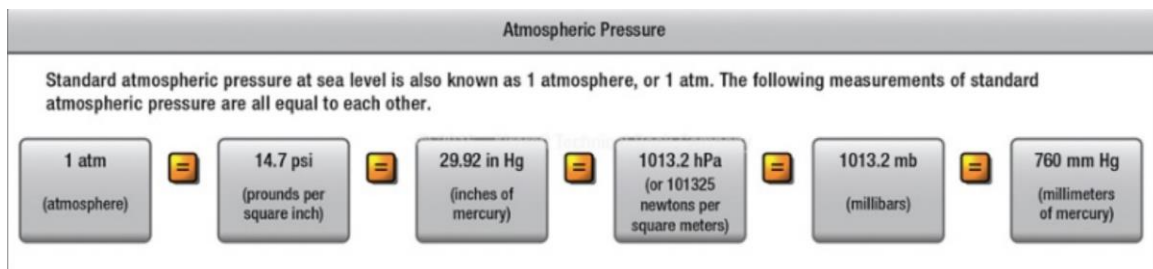 Atmospheric Pressure
Standard atmospheric pressure at sea level is also known as 1 atmosphere, or 1 atm. The following measurements of standard
atmospheric pressure are all equal to each other.
1 atm
(atmosphere)
=
14.7 psi
(prounds per
square inch)
=
29.92 in Hg
(inches of
mercury)
=
1013.2 hPa
(or 101325
newtons per
square meters)
=
1013.2 mb
(millibars)
=
760 mm Hg
(millimeters
of mercury)